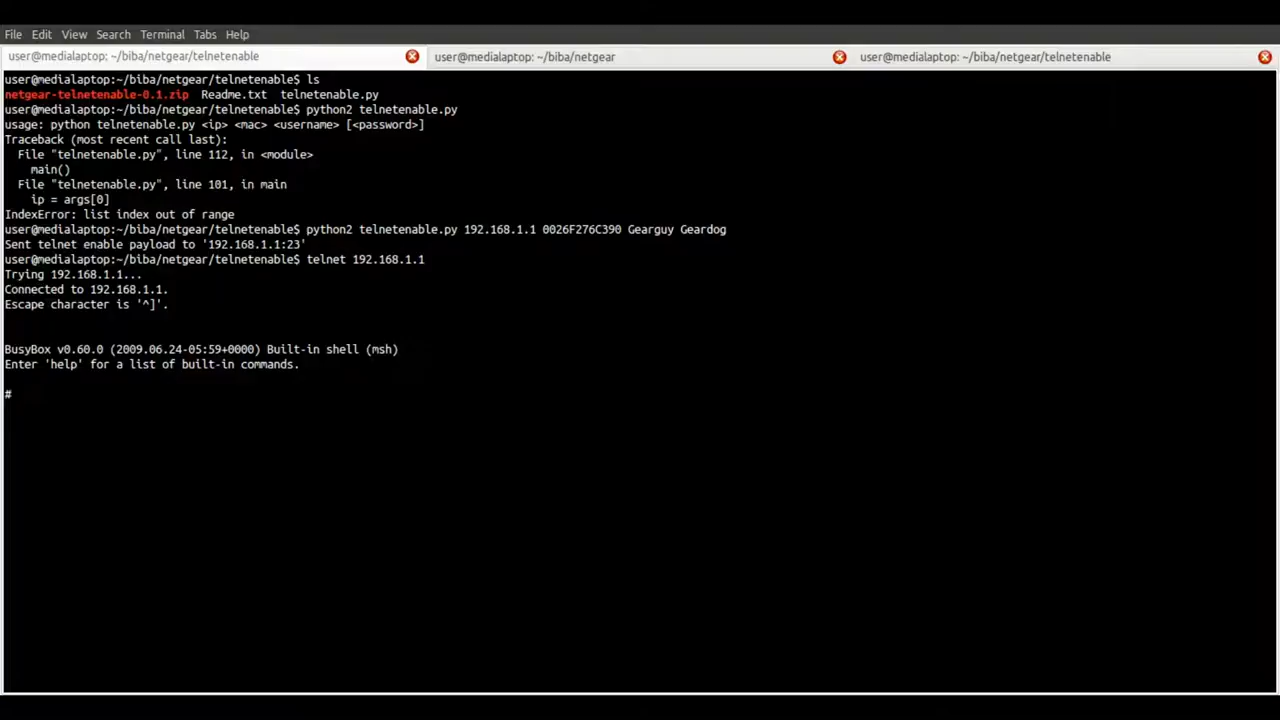 File Edit View Search Terminal Tabs Help
user@medialaptop: ~/biba/netgear/telnetenable user@medialaptop: ~/biba/netgear user@medialaptop: ~/biba/netgear/telnetenable
user@medialaptop:~/biba/netgear/telnetenable$ ls
netgear-telnetenable-0.1.zip Readme.txt telnetenable.py
user@medialaptop:~/biba/netgear/telnetenable$ python2 telnetenable.py
usage: python telnetenable.py <ip> <mac> <username> [<password>]
Traceback (most recent call last):
  File "telnetenable.py", line 112, in <module>
    main()
  File "telnetenable.py", line 101, in main
    ip = args[0]
IndexError: list index out of range
user@medialaptop:~/biba/netgear/telnetenable$ python2 telnetenable.py 192.168.1.1 0026F276C390 Gearguy Geardog
Sent telnet enable payload to '192.168.1.1:23'
user@medialaptop:~/biba/netgear/telnetenable$ telnet 192.168.1.1
Trying 192.168.1.1...
Connected to 192.168.1.1.
Escape character is '^]'.
BusyBox v0.60.0 (2009.06.24-05:59+0000) Built-in shell (msh)
Enter 'help' for a list of built-in commands.
#